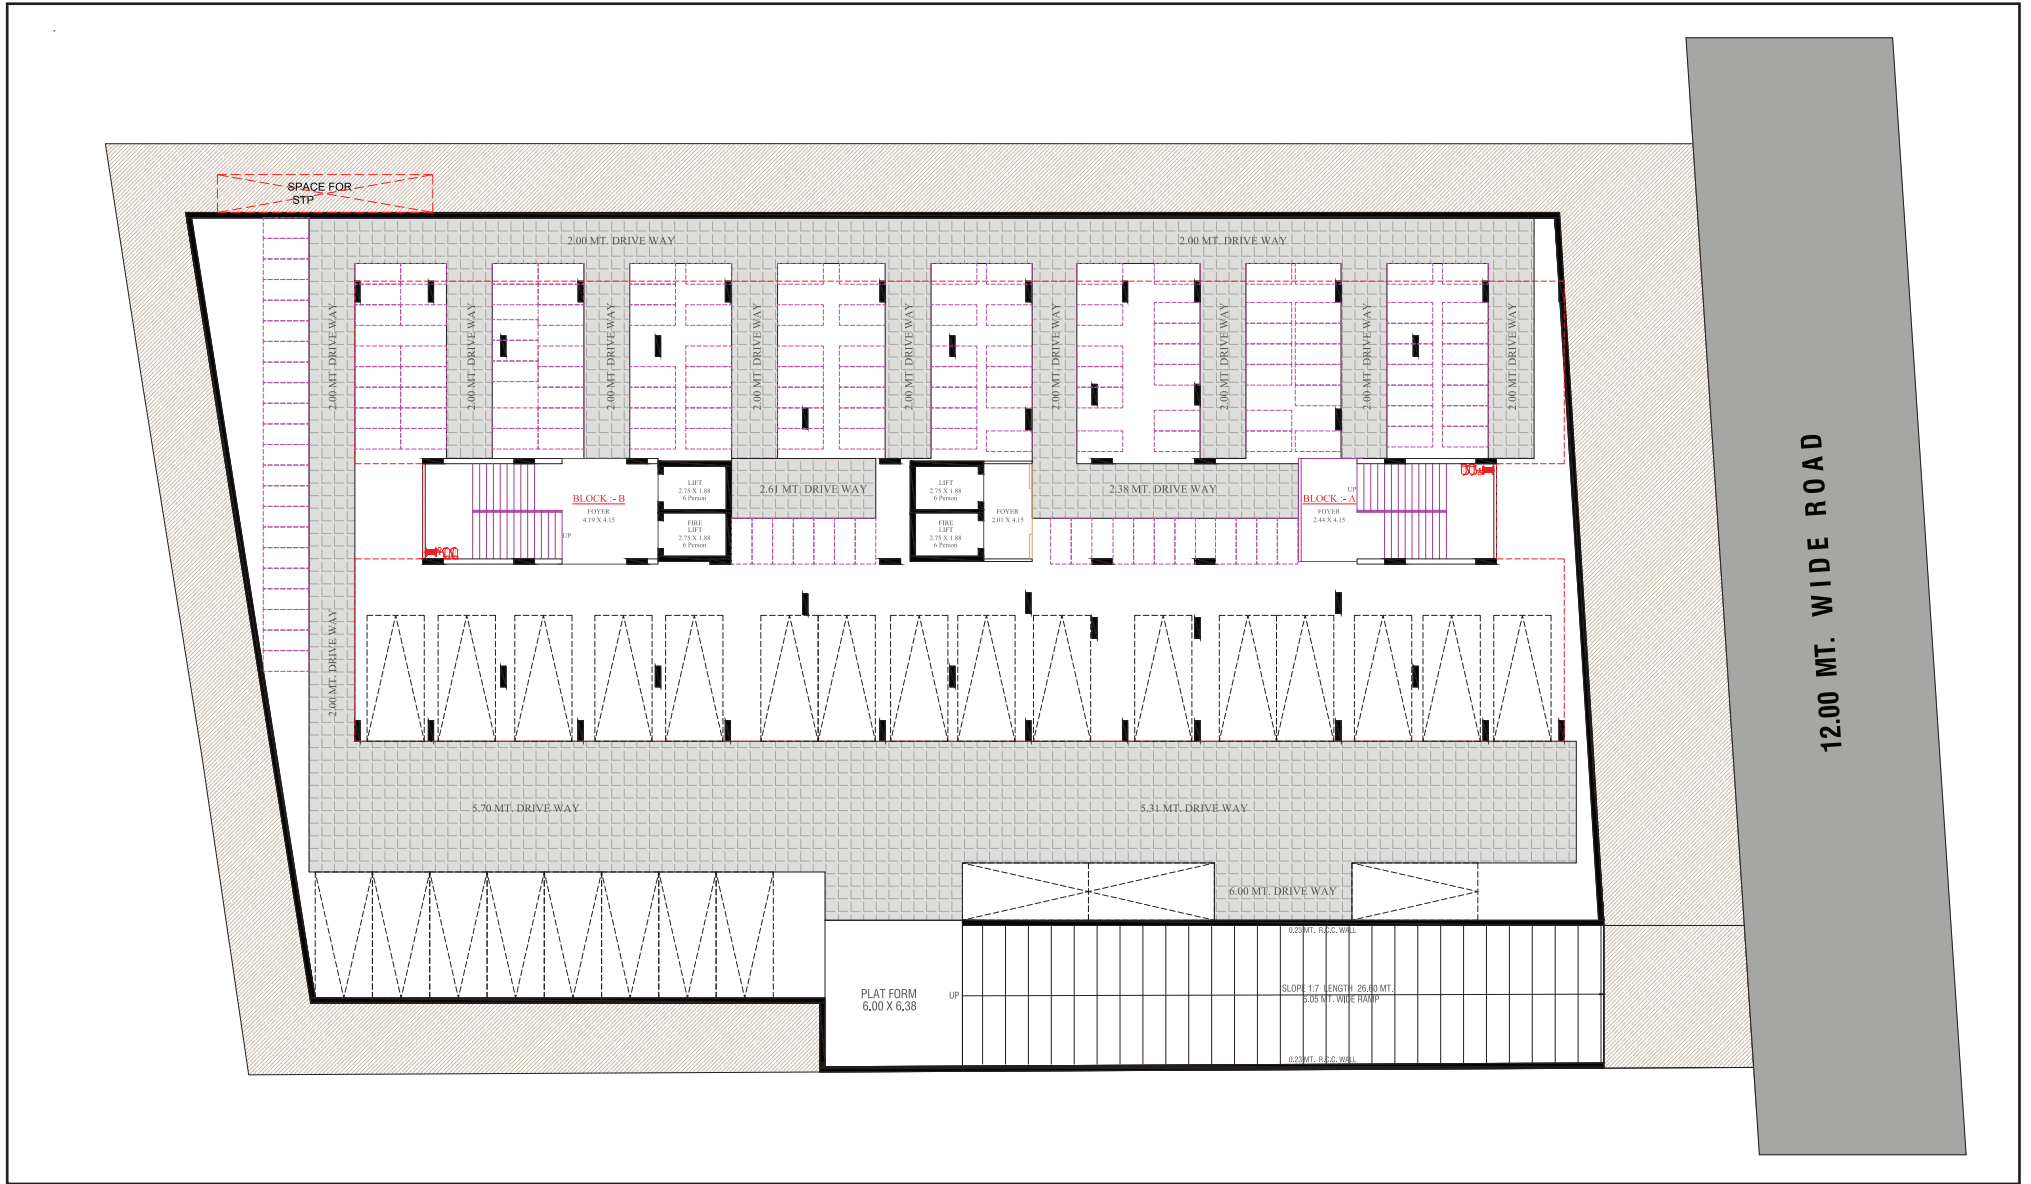 SPACE FOR
STP
2.00 MT. DRIVE WAY
2.00 MT. DRIVE WAY
2.00 MT. DRIVE WAY
2.00 MT. DRIVE WAY
2.00 MT. DRIVE WAY
2.00 MT. DRIVE WAY
2.00 MT. DRIVE WAY
2.00 MT. DRIVE WAY
2.00 MT. DRIVE WAY
2.00 MT. DRIVE WAY
2.00 MT. DRIVE WAY
12.00 MT. WIDE ROAD
BLOCK :- B
FOYER
4.19 X 4.15
UP
LIFT
2.75 X 1.88
6 Person
FIRE
LIFT
2.75 X 1.88
6 Person
2.61 MT. DRIVE WAY
LIFT
2.75 X 1.88
6 Person
FIRE
LIFT
2.75 X 1.88
6 Person
FOYER
2.01 X 4.15
2.38 MT. DRIVE WAY
UP
BLOCK :- A
FOYER
2.44 X 4.15
2.00 MT. DRIVE WAY
5.70 MT. DRIVE WAY
5.31 MT. DRIVE WAY
6.00 MT. DRIVE WAY
0.23 MT. R.C.C. WALL
PLAT FORM
6.00 X 6.38
UP
SLOPE 1:7 LENGTH 26.60 MT.
6.05 MT. WIDE RAMP
0.23 MT. R.C.C. WALL